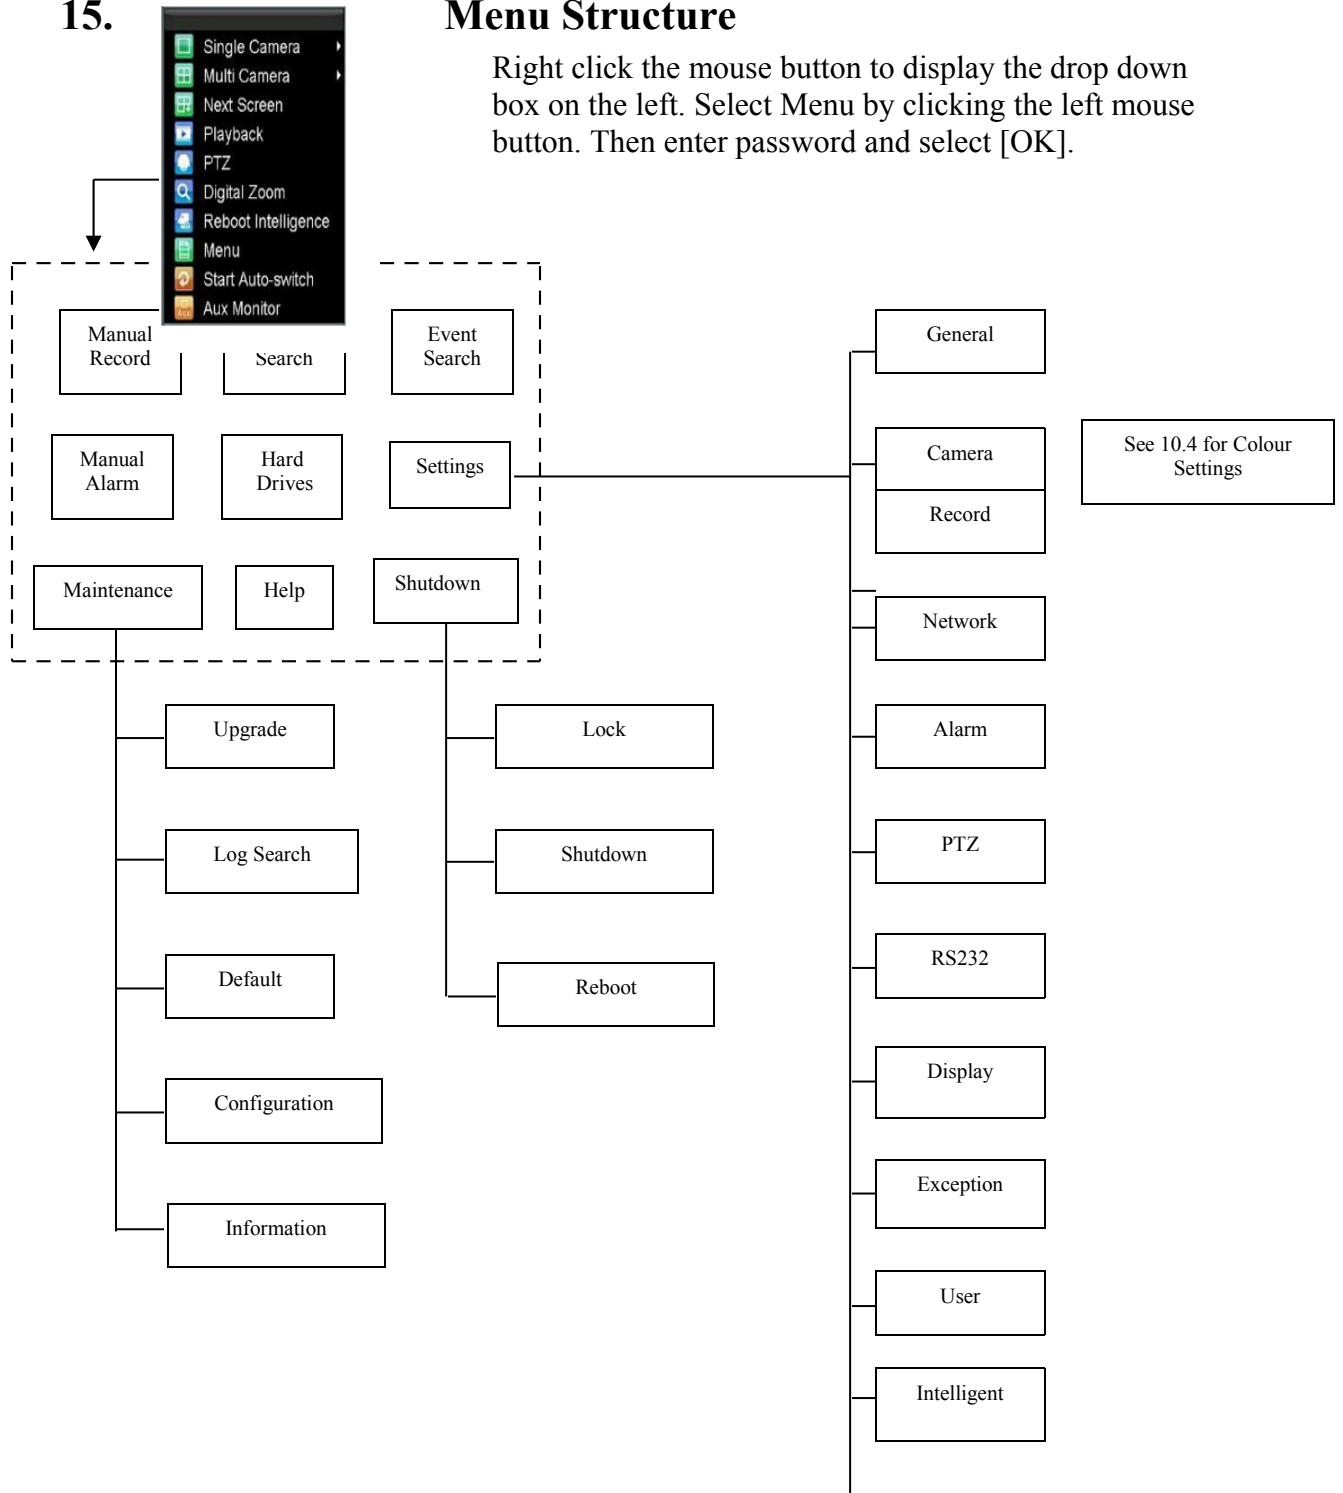 15.
Menu Structure
Single Camera
Multi Camera
Next Screen
Playback
PTZ
Digital Zoom
Reboot Intelligence
Menu
Start Auto-switch
Aux Monitor
Right click the mouse button to display the drop down
box on the left. Select Menu by clicking the left mouse
button. Then enter password and select [OK].
Manual
Record
Search
Event
Search
Manual
Alarm
Hard
Drives
Settings
Maintenance
Help
Shutdown
Upgrade
Log Search
Default
Configuration
Information
Lock
Shutdown
Reboot
General
Camera
Record
See 10.4 for Colour
Settings
Network
Alarm
PTZ
RS232
Display
Exception
User
Intelligent